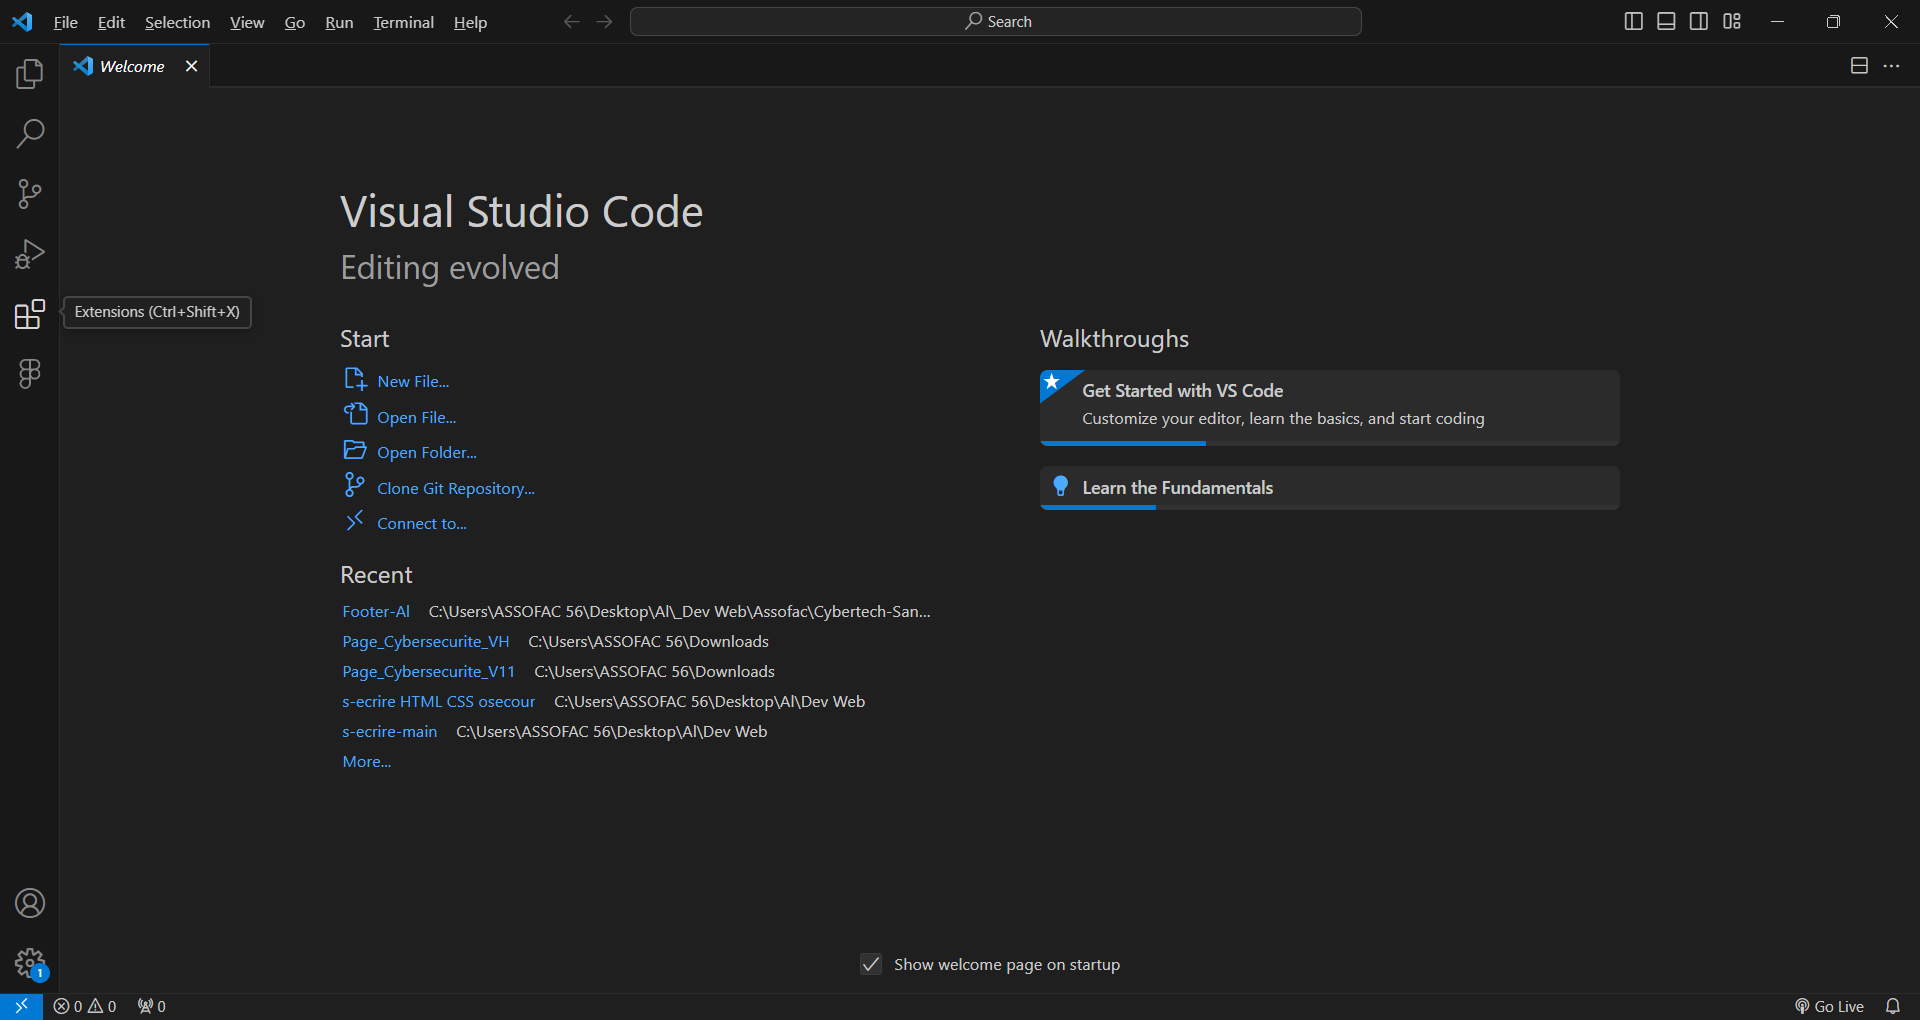 File Edit Selection View Go Run Terminal Help
Search
Welcome
Visual Studio Code
Editing evolved
Extensions (Ctrl+Shift+X)
Start
New File...
Open File...
Open Folder...
Clone Git Repository...
Connect to...
Walkthroughs
Get Started with VS Code
Customize your editor, learn the basics, and start coding
Learn the Fundamentals
Recent
Footer-Al C:\Users\ASSOFAC 56\Desktop\Al\_Dev Web\Assofac\Cybertech-San...
Page_Cybersecurite_VH C:\Users\ASSOFAC 56\Downloads
Page_Cybersecurite_V11 C:\Users\ASSOFAC 56\Downloads
s-ecrire HTML CSS osecour C:\Users\ASSOFAC 56\Desktop\Al\Dev Web
s-ecrire-main C:\Users\ASSOFAC 56\Desktop\Al\Dev Web
More...
Show welcome page on startup
1
0 0 0 Go Live